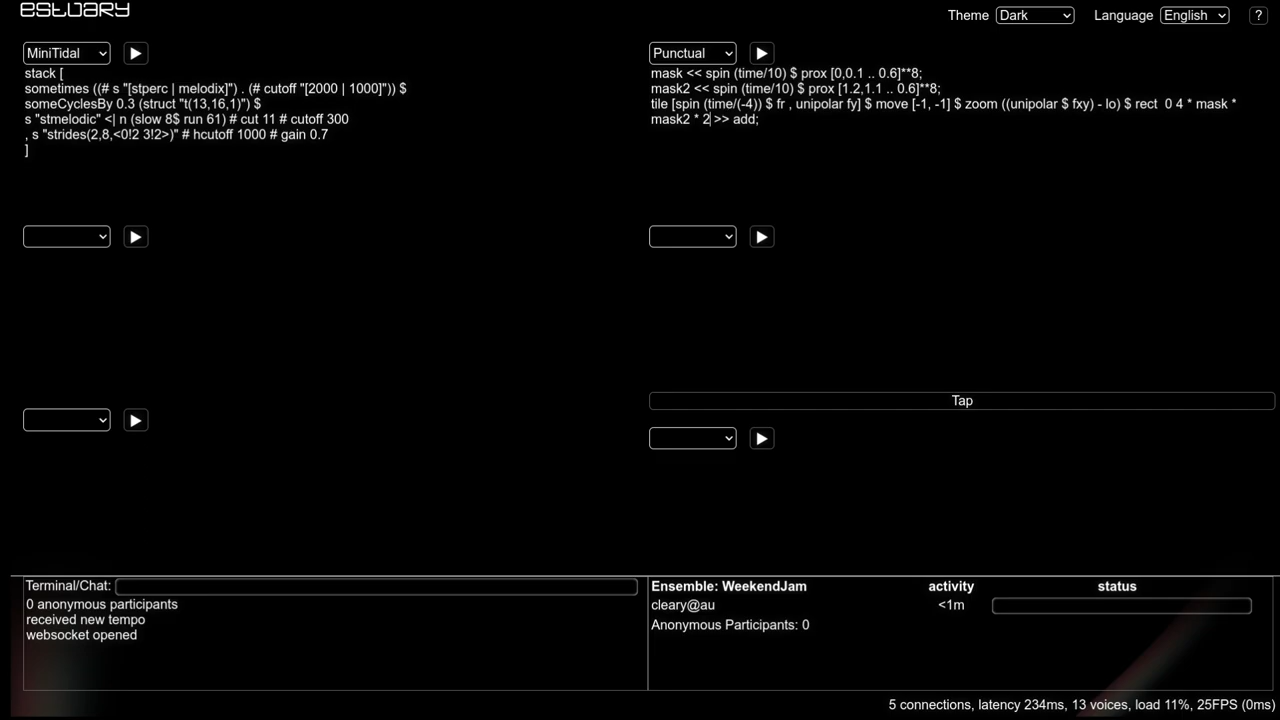 estuary
Theme Dark Language English ?
MiniTidal
stack [
sometimes ((# s "[stperc | melodix]") . (# cutoff "[2000 | 1000]")) $
someCyclesBy 0.3 (struct "t(13,16,1)") $
s "stmelodic" <| n (slow 8$ run 61) # cut 11 # cutoff 300
, s "strides(2,8,<0!2 3!2>)" # hcutoff 1000 # gain 0.7
]
Punctual
mask << spin (time/10) $ prox [0,0.1 .. 0.6]**8;
mask2 << spin (time/10) $ prox [1.2,1.1 .. 0.6]**8;
tile [spin (time/(-4)) $ fr , unipolar fy] $ move [-1, -1] $ zoom ((unipolar $ fxy) - lo) $ rect  0 4 * mask *
mask2 * 2 >> add;
Tap
Terminal/Chat:
0 anonymous participants
received new tempo
websocket opened
Ensemble: WeekendJam activity status
cleary@au <1m
Anonymous Participants: 0
5 connections, latency 234ms, 13 voices, load 11%, 25FPS (0ms)